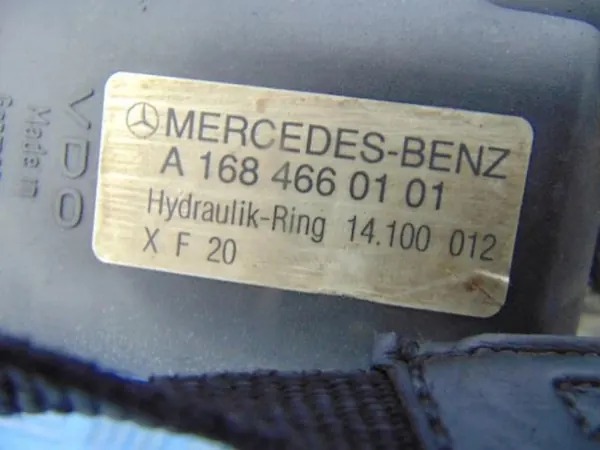 MERCEDES-BENZ
A 168 466 01 01
Hydraulik-Ring 14.100 012
X F 20
VDO
Made in